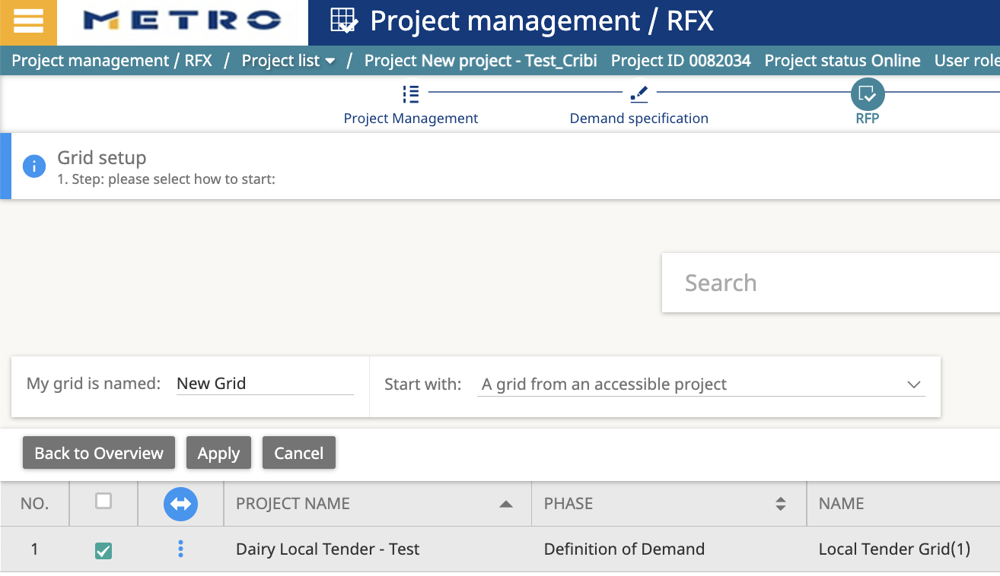 METRO
Project management / RFX
Project management / RFX / Project list / Project New project - Test_Cribi Project ID 0082034 Project status Online User role
Project Management
Demand specification
RFP
Grid setup
1. Step: please select how to start:
Search
My grid is named: New Grid Start with: A grid from an accessible project
Back to Overview Apply Cancel
NO. PROJECT NAME PHASE NAME
1 Dairy Local Tender - Test Definition of Demand Local Tender Grid(1)